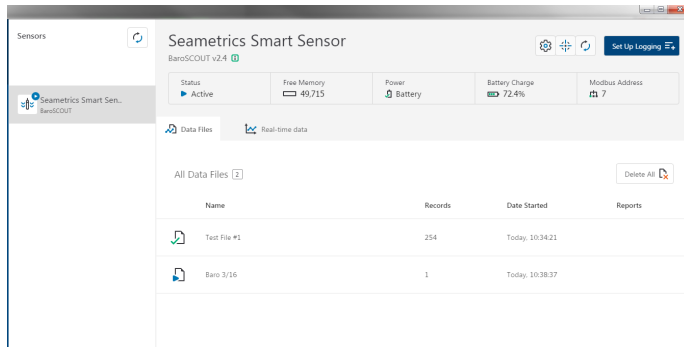 Sensors
Seametrics Smart Sensor
BaroSCOUT v2.4
Set Up Logging
Status
Free Memory
Power
Battery Charge
Modbus Address
Active
49,715
Battery
72.4%
7
Seametrics Smart Sen..
BaroSCOUT
Data Files
Real-time data
All Data Files 2
Delete All
Name
Records
Date Started
Reports
Test File #1
254
Today, 10:34:21
Baro 3/16
1
Today, 10:38:37